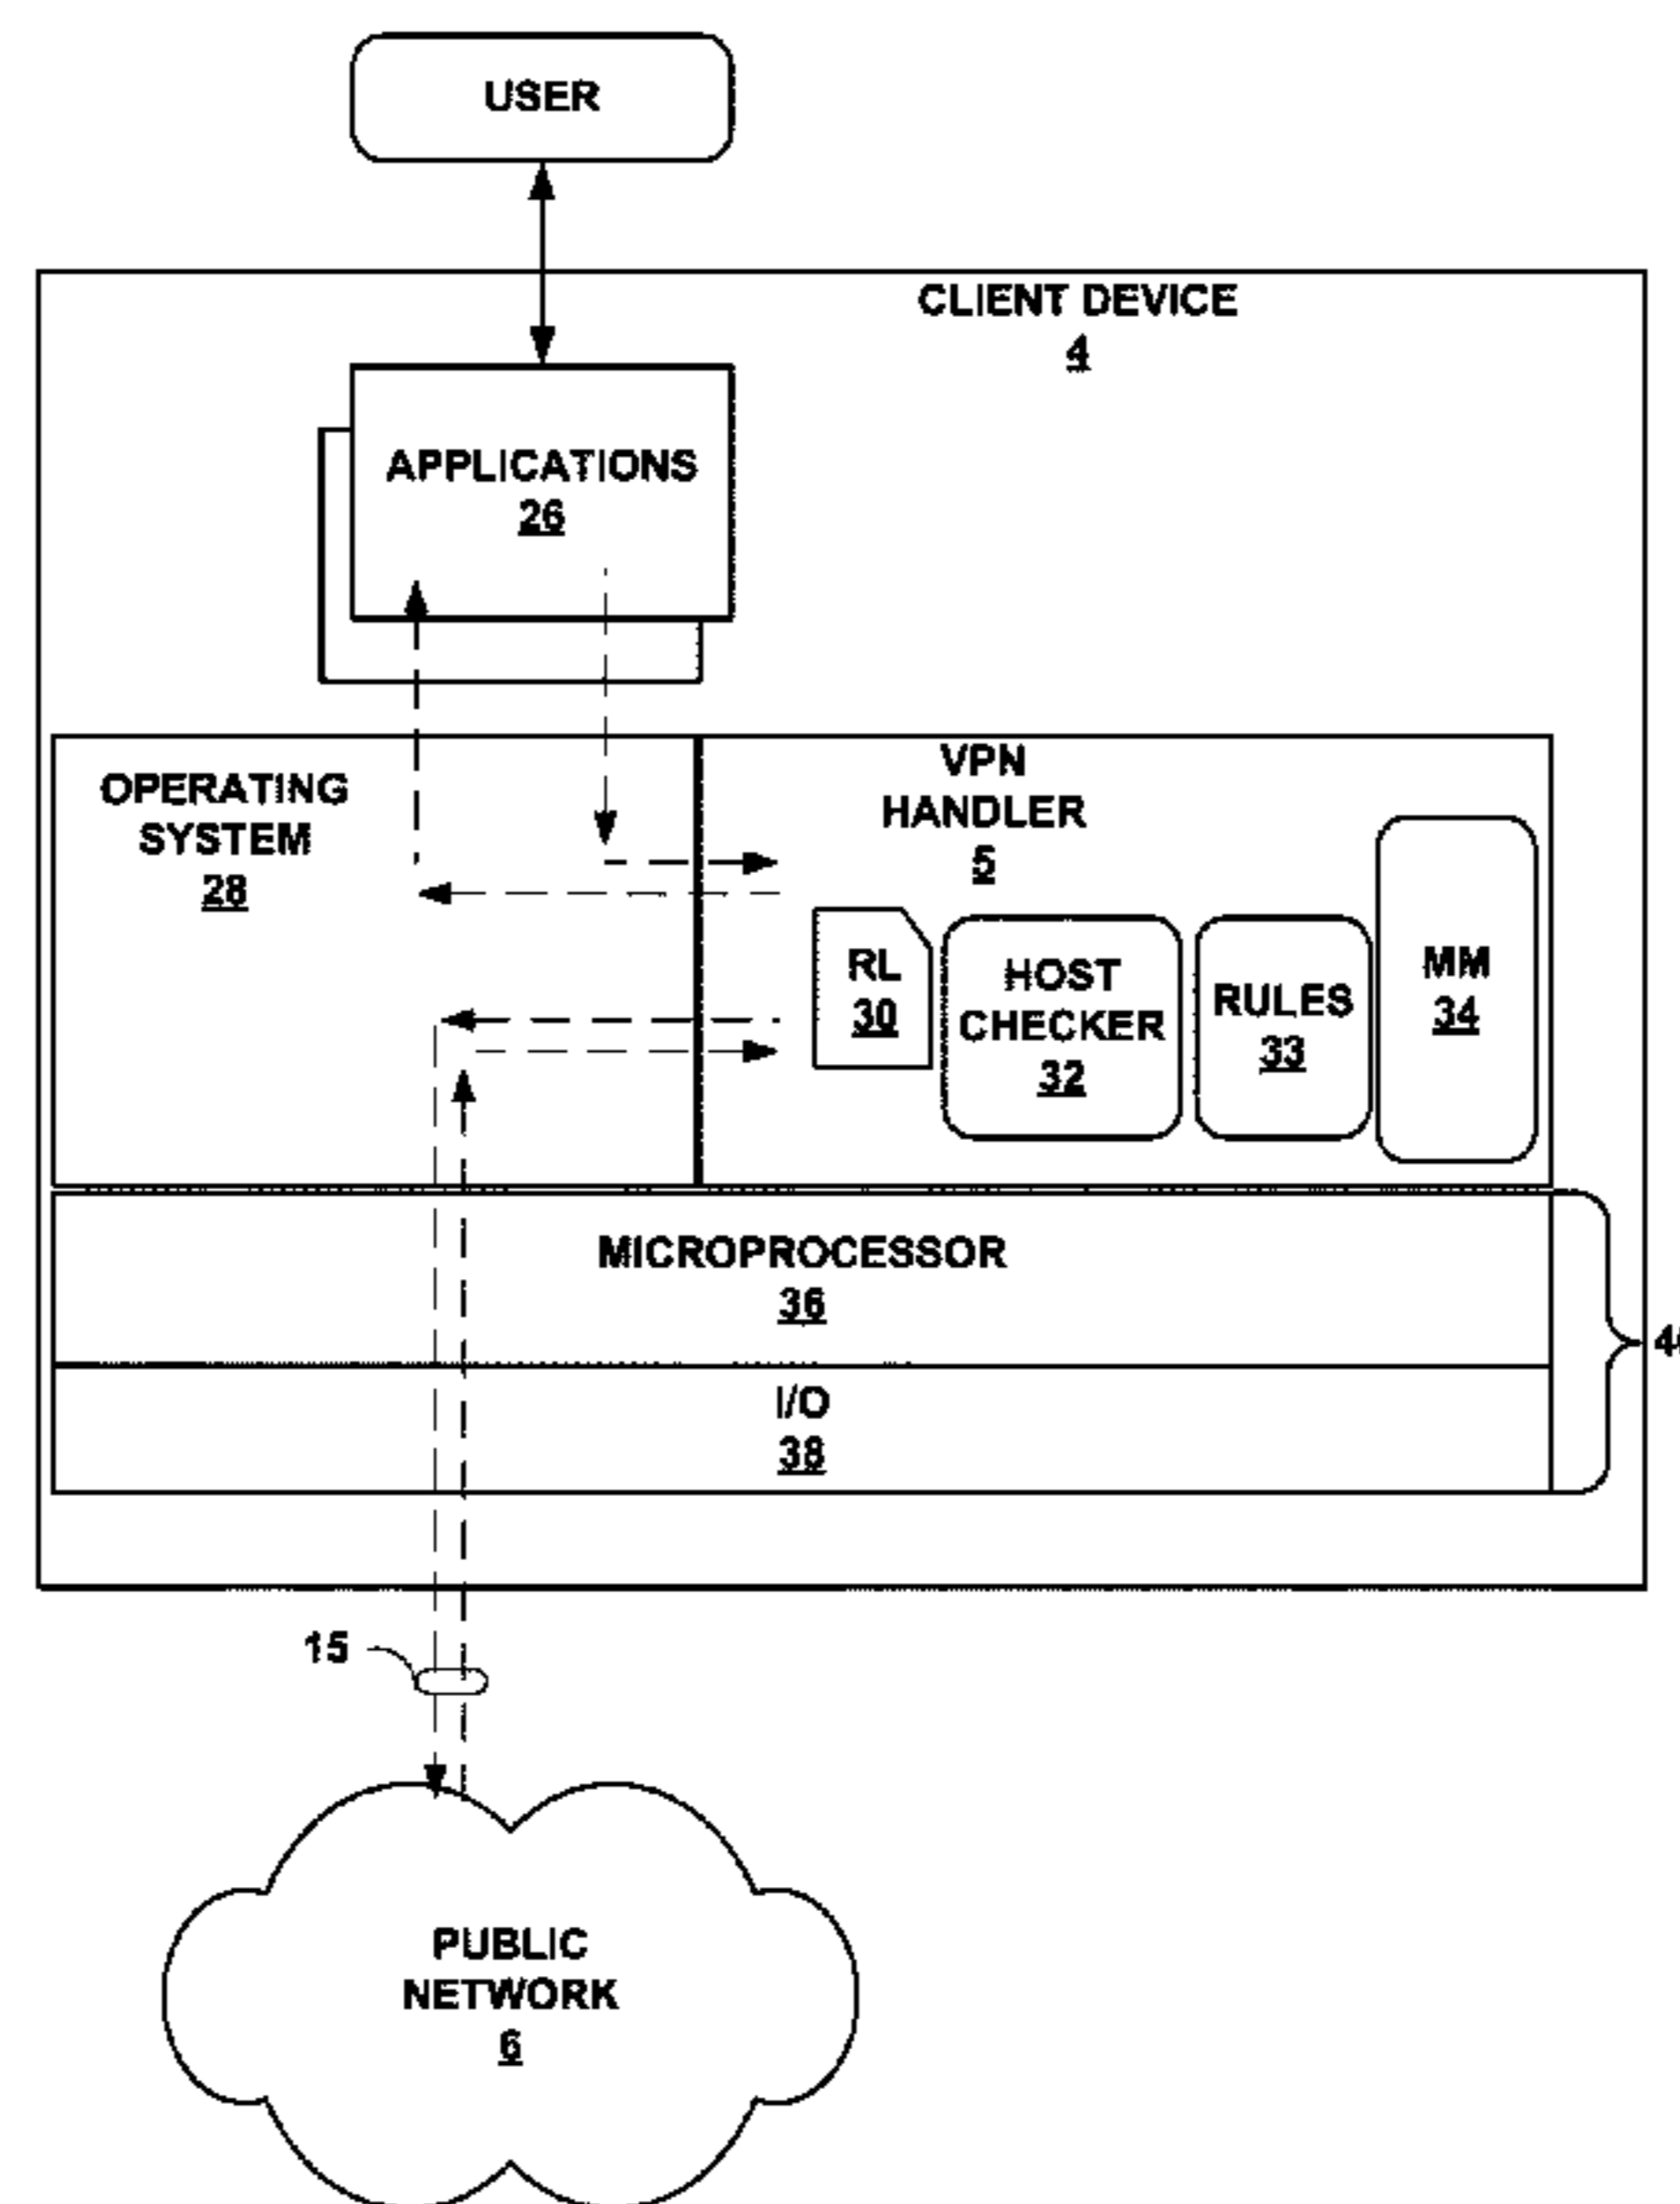 USER
CLIENT DEVICE
4
APPLICATIONS
26
OPERATING
SYSTEM
28
VPN
HANDLER
5
RL
30
HOST
CHECKER
32
RULES
33
MM
34
MICROPROCESSOR
36
I/O
38
15
PUBLIC
NETWORK
6